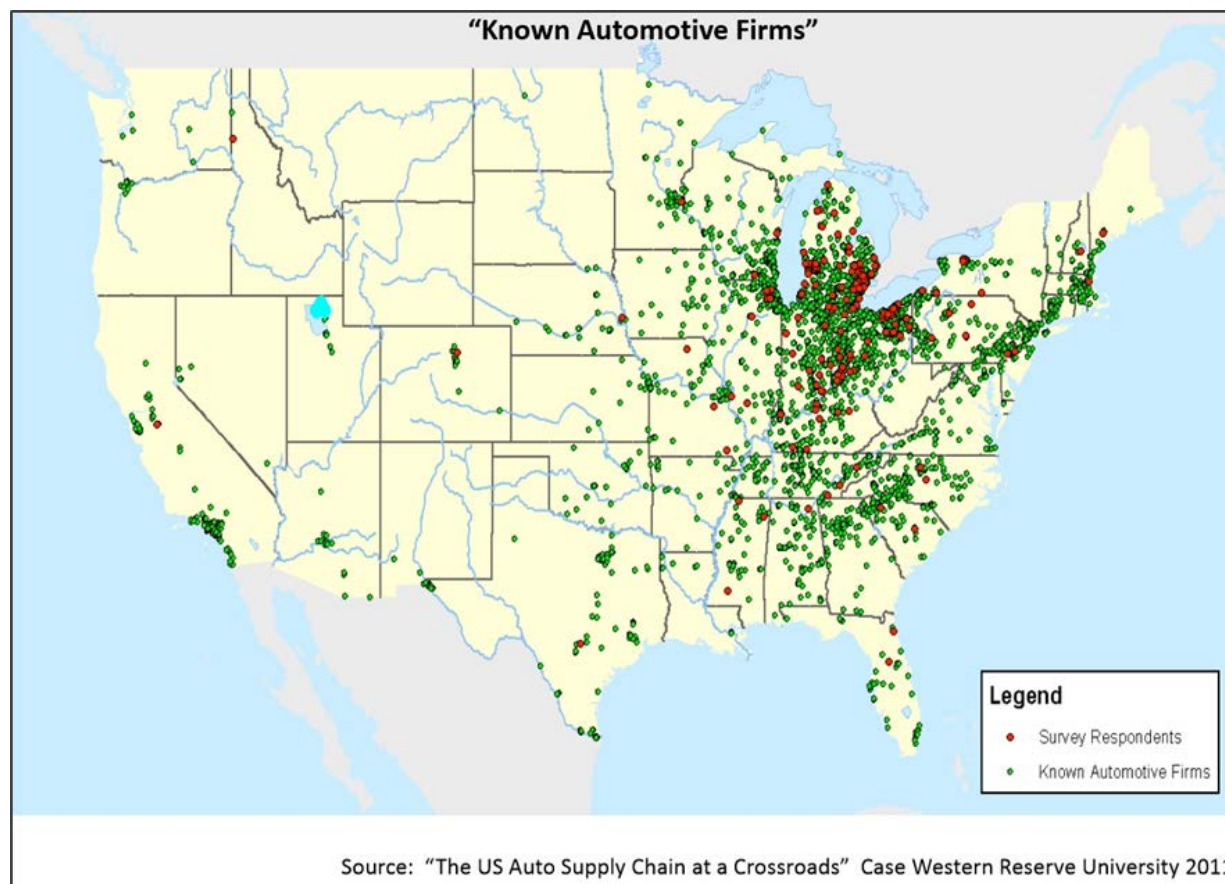 “Known Automotive Firms”
Legend
Survey Respondents
Known Automotive Firms
Source: “The US Auto Supply Chain at a Crossroads” Case Western Reserve University